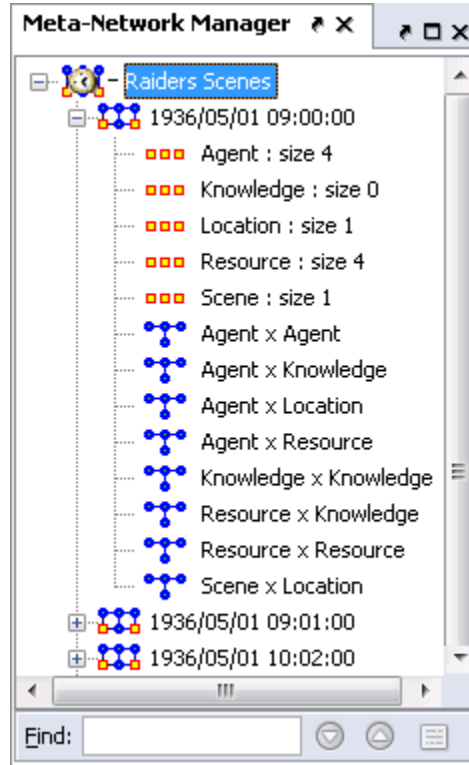 Meta-Network Manager
Raiders Scenes
1936/05/01 09:00:00
Agent : size 4
Knowledge : size 0
Location : size 1
Resource : size 4
Scene : size 1
Agent x Agent
Agent x Knowledge
Agent x Location
Agent x Resource
Knowledge x Knowledge
Resource x Knowledge
Resource x Resource
Scene x Location
1936/05/01 09:01:00
1936/05/01 10:02:00
Find: